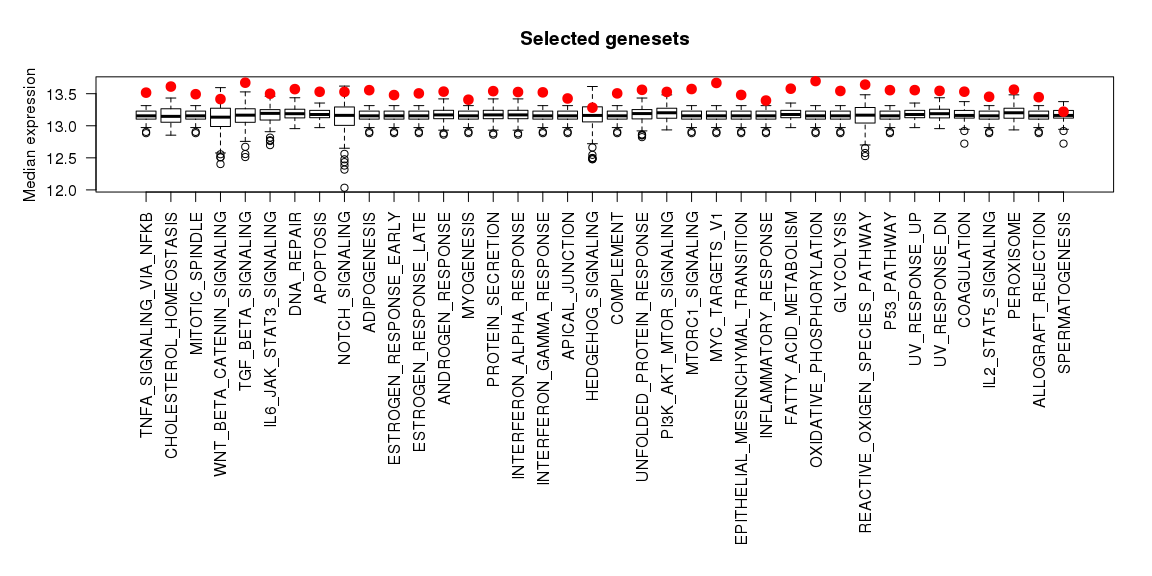 Selected genesets
Median expression
13.5
13.0
12.5
12.0
TNFA_SIGNALING_VIA_NFKB
CHOLESTEROL_HOMEOSTASIS
MITOTIC_SPINDLE
WNT_BETA_CATENIN_SIGNALING
TGF_BETA_SIGNALING
IL6_JAK_STAT3_SIGNALING
DNA_REPAIR
APOPTOSIS
NOTCH_SIGNALING
ADIPOGENESIS
ESTROGEN_RESPONSE_EARLY
ESTROGEN_RESPONSE_LATE
ANDROGEN_RESPONSE
MYOGENESIS
PROTEIN_SECRETION
INTERFERON_ALPHA_RESPONSE
INTERFERON_GAMMA_RESPONSE
APICAL_JUNCTION
HEDGEHOG_SIGNALING
COMPLEMENT
UNFOLDED_PROTEIN_RESPONSE
PI3K_AKT_MTOR_SIGNALING
MTORC1_SIGNALING
MYC_TARGETS_V1
EPITHELIAL_MESENCHYMAL_TRANSITION
INFLAMMATORY_RESPONSE
FATTY_ACID_METABOLISM
OXIDATIVE_PHOSPHORYLATION
GLYCOLYSIS
REACTIVE_OXIGEN_SPECIES_PATHWAY
P53_PATHWAY
UV_RESPONSE_UP
UV_RESPONSE_DN
COAGULATION
IL2_STAT5_SIGNALING
PEROXISOME
ALLOGRAFT_REJECTION
SPERMATOGENESIS